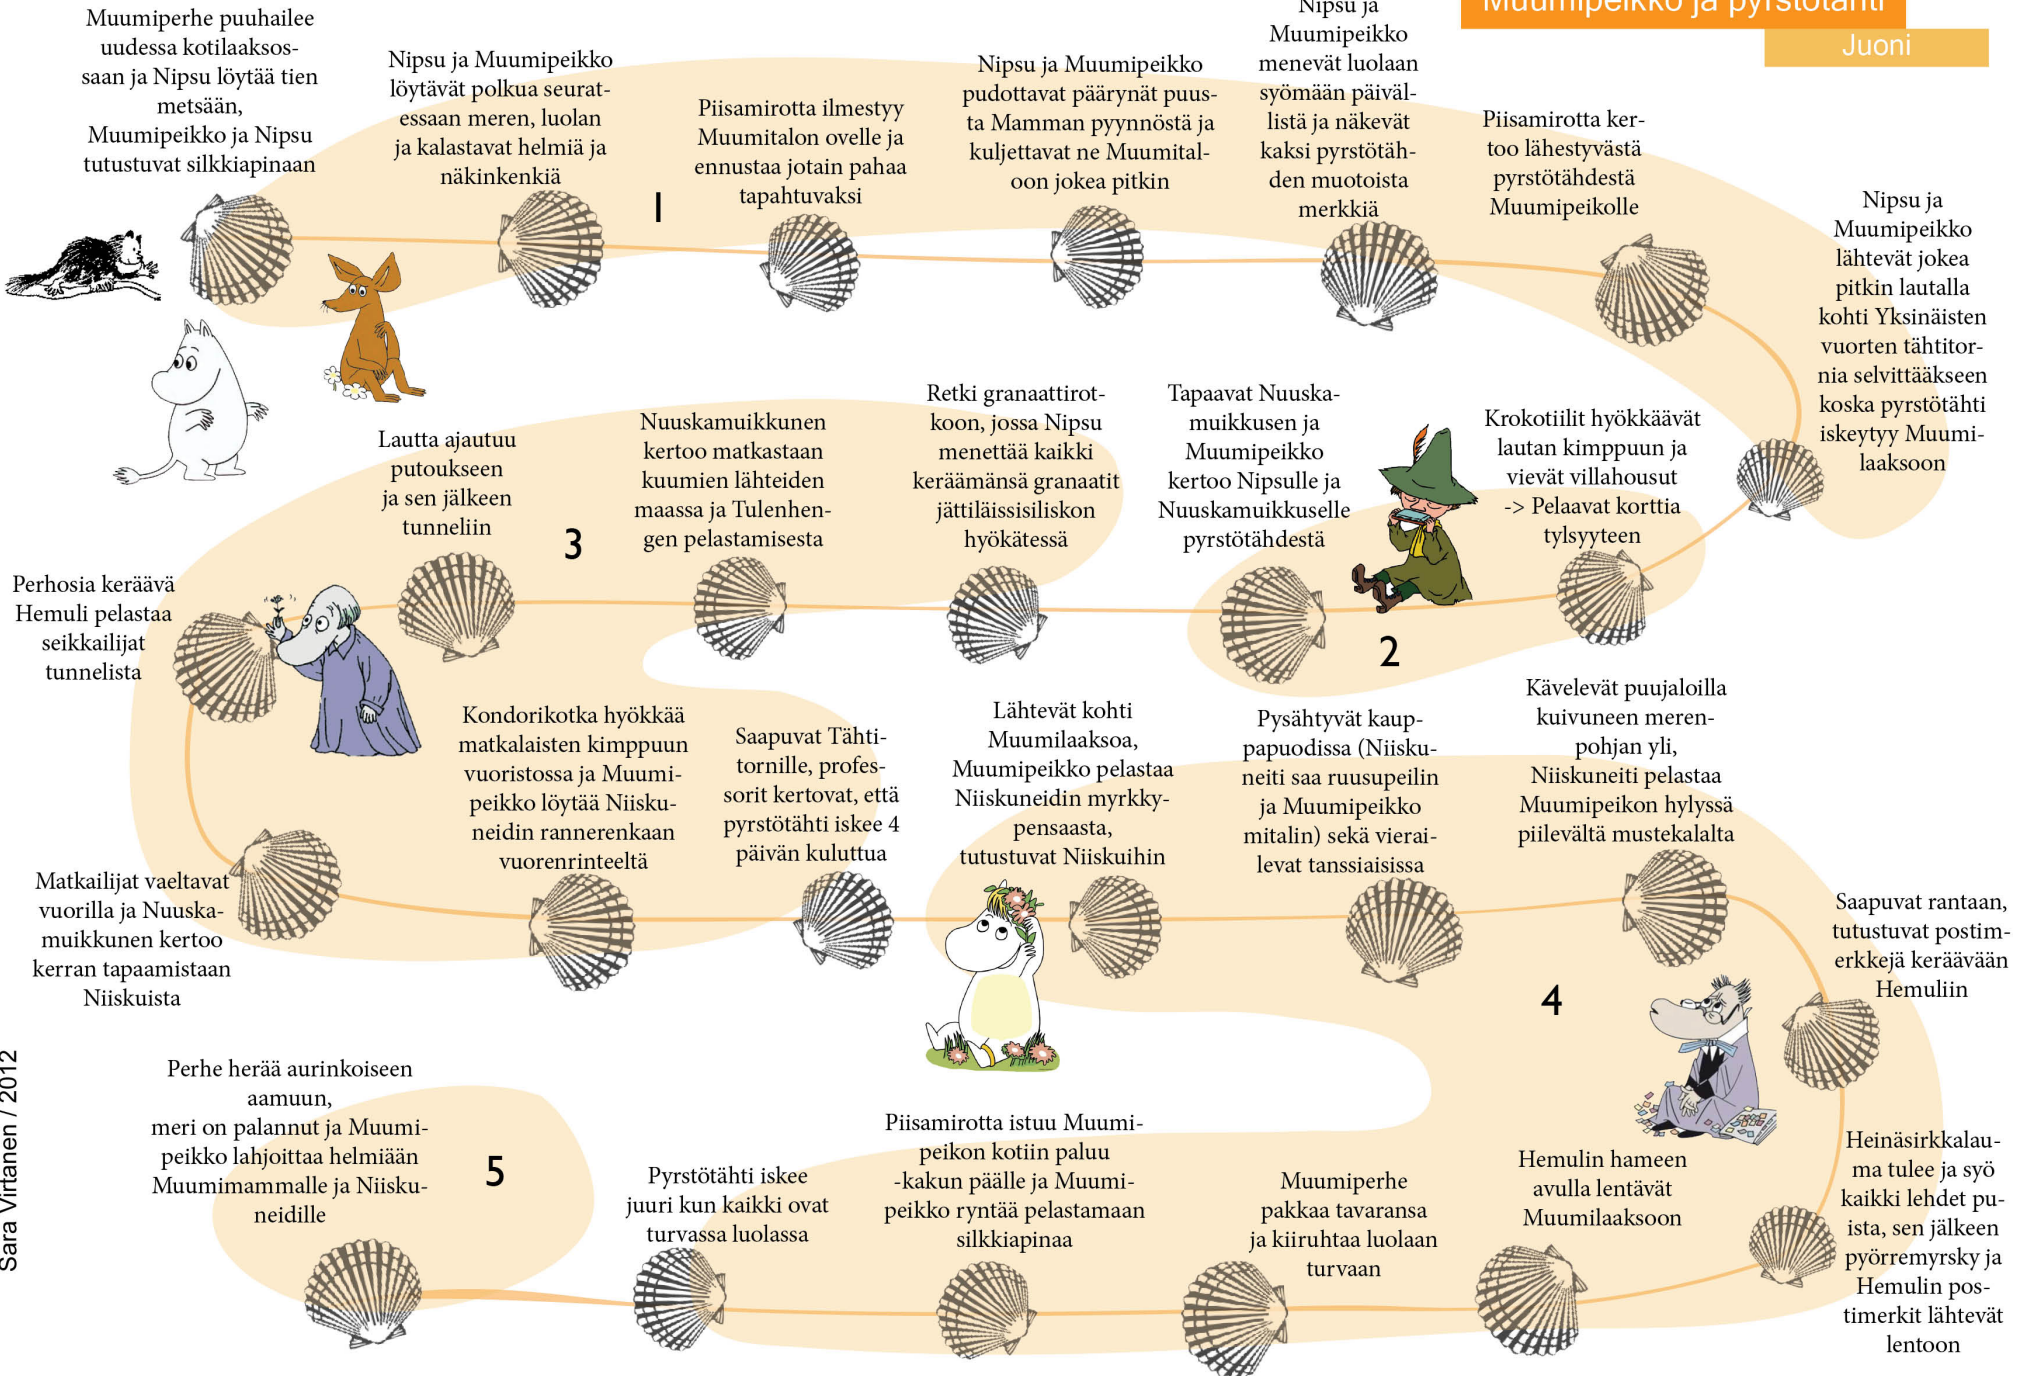 Muumipeikko ja pyrstötähti
Juoni
Muumiperhe puuhailee
uudessa kotilaaksos-
saan ja Nipsu löytää tien
metsään,
Muumipeikko ja Nipsu
tutustuvat silkkiapinaan
Nipsu ja Muumipeikko
löytävät polkua seurat-
essaan meren, luolan
ja kalastavat helmiä ja
näkinkenkiä
1
Piisamirotta ilmestyy
Muumitalon ovelle ja
ennustaa jotain pahaa
tapahtuvaksi
Nipsu ja Muumipeikko
pudottavat päärynät puus-
ta Mamman pyynnöstä ja
kuljettavat ne Muumital-
oon jokea pitkin
Nipsu ja
Muumipeikko
menevät luolaan
syömään päiväl-
listä ja näkevät
kaksi pyrstötäh-
den muotoista
merkkiä
Piisamirotta ker-
too lähestyvästä
pyrstötähdestä
Muumipeikolle
Nipsu ja
Muumipeikko
lähtevät jokea
pitkin lautalla
kohti Yksinäisten
vuorten tähtitor-
nia selvittääkseen
koska pyrstötähti
iskeytyy Muumi-
laaksoon
Krokotiilit hyökkäävät
lautan kimppuun ja
vievät villahousut
-> Pelaavat korttia
tylsyyteen
2
Tapaavat Nuuska-
muikkusen ja
Muumipeikko
kertoo Nipsulle ja
Nuuskamuikkuselle
pyrstötähdestä
Retki granaattirot-
koon, jossa Nipsu
menettää kaikki
keräämänsä granaatit
jättiläissisiliskon
hyökätessä
Nuuskamuikkunen
kertoo matkastaan
kuumien lähteiden
maassa ja Tulenhen-
gen pelastamisesta
3
Lautta ajautuu
putoukseen
ja sen jälkeen
tunneliin
Perhosia keräävä
Hemuli pelastaa
seikkailijat
tunnelista
Matkailijat vaeltavat
vuorilla ja Nuuska-
muikkunen kertoo
kerran tapaamistaan
Niiskuista
Kondorikotka hyökkää
matkalaisten kimppuun
vuoristossa ja Muumi-
peikko löytää Niisku-
neidin rannerenkaan
vuorenrinteeltä
Saapuvat Tähti-
tornille, profes-
sorit kertovat, että
pyrstötähti iskee 4
päivän kuluttua
Lähtevät kohti
Muumilaaksoa,
Muumipeikko pelastaa
Niiskuneidin myrkky-
pensaasta,
tutustuvat Niiskuihin
Pysähtyvät kaup-
papuodissa (Niisku-
neiti saa ruusupeilin
ja Muumipeikko
mitalin) sekä vierai-
levat tanssiaisissa
Kävelevät puujaloilla
kuivuneen meren-
pohjan yli,
Niiskuneiti pelastaa
Muumipeikon hylyssä
piilevältä mustekalalta
4
Saapuvat rantaan,
tutustuvat postim-
erkkejä keräävään
Hemuliin
Heinäsirkkalau-
ma tulee ja syö
kaikki lehdet pu-
ista, sen jälkeen
pyörremyrsky ja
Hemulin pos-
timerkit lähtevät
lentoon
Hemulin hameen
avulla lentävät
Muumilaaksoon
Muumiperhe
pakkaa tavaransa
ja kiiruhtaa luolaan
turvaan
Piisamirotta istuu Muumi-
peikon kotiin paluu
-kakun päälle ja Muumi-
peikko ryntää pelastamaan
silkkiapinaa
Pyrstötähti iskee
juuri kun kaikki ovat
turvassa luolassa
5
Perhe herää aurinkoiseen
aamuun,
meri on palannut ja Muumi-
peikko lahjoittaa helmiään
Muumimammalle ja Niisku-
neidille
Sara Virtanen / 2012